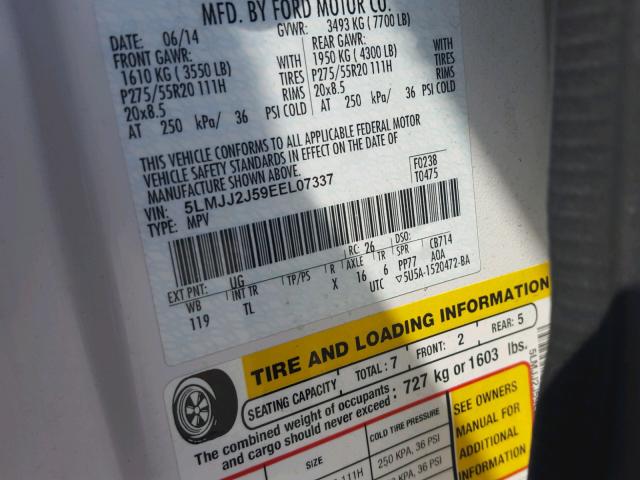 MFD. BY FORD MOTOR CO.
DATE: 06/14 GVWR: 3493 KG ( 7700 LB)
FRONT GAWR: REAR GAWR:
1610 KG ( 3550 LB) WITH 1950 KG ( 4300 LB) WITH
P275/55R20 111H TIRES P275/55R20 111H TIRES
20x8.5 RIMS 20x8.5 RIMS
AT 250 kPa/ 36 PSI COLD AT 250 kPa/ 36 PSI COLD
THIS VEHICLE CONFORMS TO ALL APPLICABLE FEDERAL MOTOR
VEHICLE SAFETY STANDARDS IN EFFECT ON THE DATE OF
MANUFACTURE SHOWN ABOVE. F0238
VIN: 5LMJJ2J59EEL07337 T0475
TYPE: MPV
EXT PNT: UG RC: 26 DSO:
WB INT TR TP/PS R AXLE TR SPR CB714
119 TL X 16 6 PP77 AOA
UTC ▽5U5A-1520472-BA
TIRE AND LOADING INFORMATION
SEATING CAPACITY TOTAL: 7 FRONT: 2 REAR: 5
The combined weight of occupants
and cargo should never exceed: 727 kg or 1603 lbs.
SIZE COLD TIRE PRESSURE
111H 250 KPA, 36 PSI
KPA, 36 PSI
SEE OWNERS
MANUAL FOR
ADDITIONAL
INFORMATION